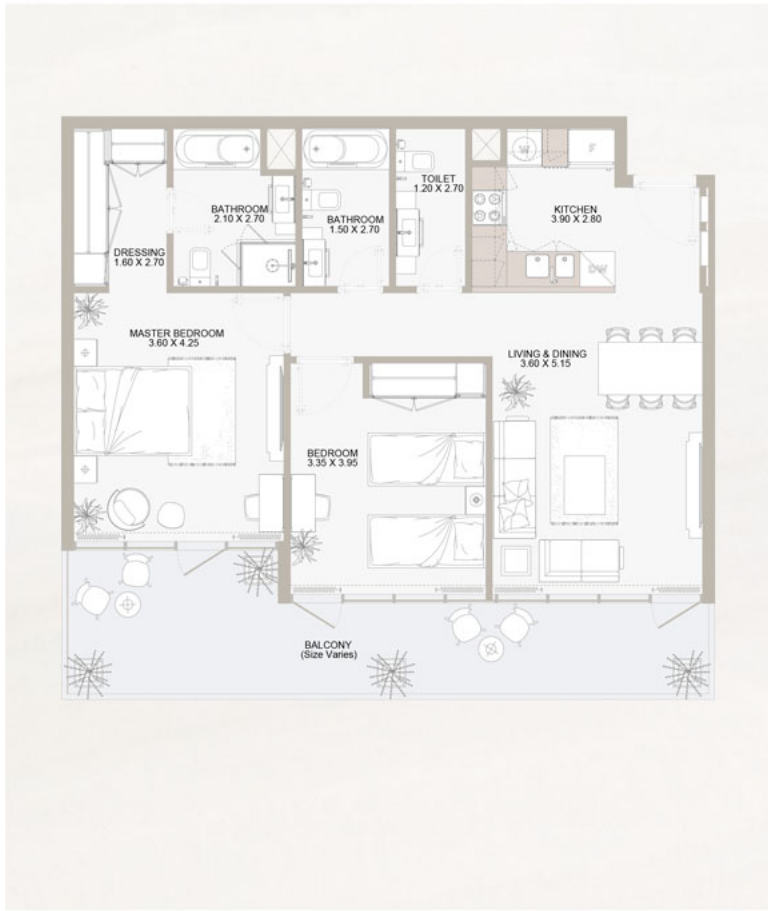 TOILET
1.20 X 2.70
BATHROOM
2.10 X 2.70
BATHROOM
1.50 X 2.70
KITCHEN
3.90 X 2.80
W
F
DW
DRESSING
1.60 X 2.70
MASTER BEDROOM
3.60 X 4.25
LIVING & DINING
3.60 X 5.15
BEDROOM
3.35 X 3.95
BALCONY
(Size Varies)